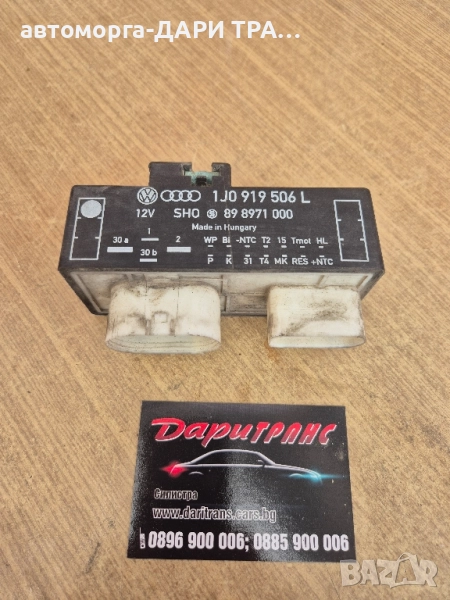 автоморга-ДАРИ ТРА...
1J0 919 506 L
12V SHO 89 8971 000
Made in Hungary
30 a 1 2 WP Bi -NTC T2 15 Tmot HL
30 b P K 31 T4 MK RES +NTC
ДариТРАНС
Силистра
www.daritrans.cars.bg
0896 900 006; 0885 900 006
BAZAR